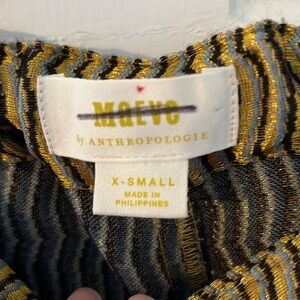 Maeve
by ANTHROPOLOGIE
X-SMALL
MADE IN
PHILIPPINES